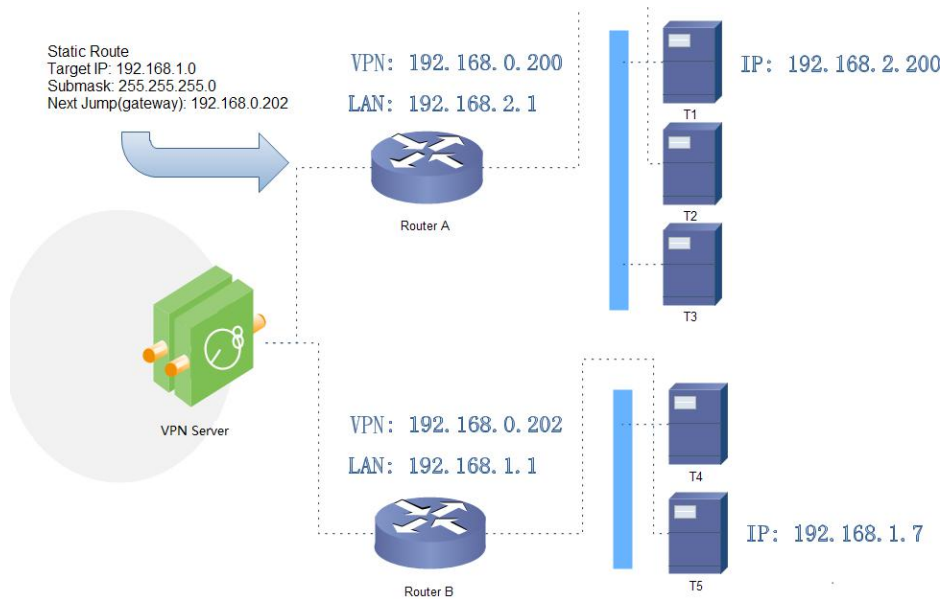 Static Route
Target IP: 192.168.1.0
Submask: 255.255.255.0
Next Jump(gateway): 192.168.0.202
VPN: 192.168.0.200
LAN: 192.168.2.1
Router A
IP: 192.168.2.200
T1
T2
T3
VPN Server
VPN: 192.168.0.202
LAN: 192.168.1.1
Router B
T4
IP: 192.168.1.7
T5